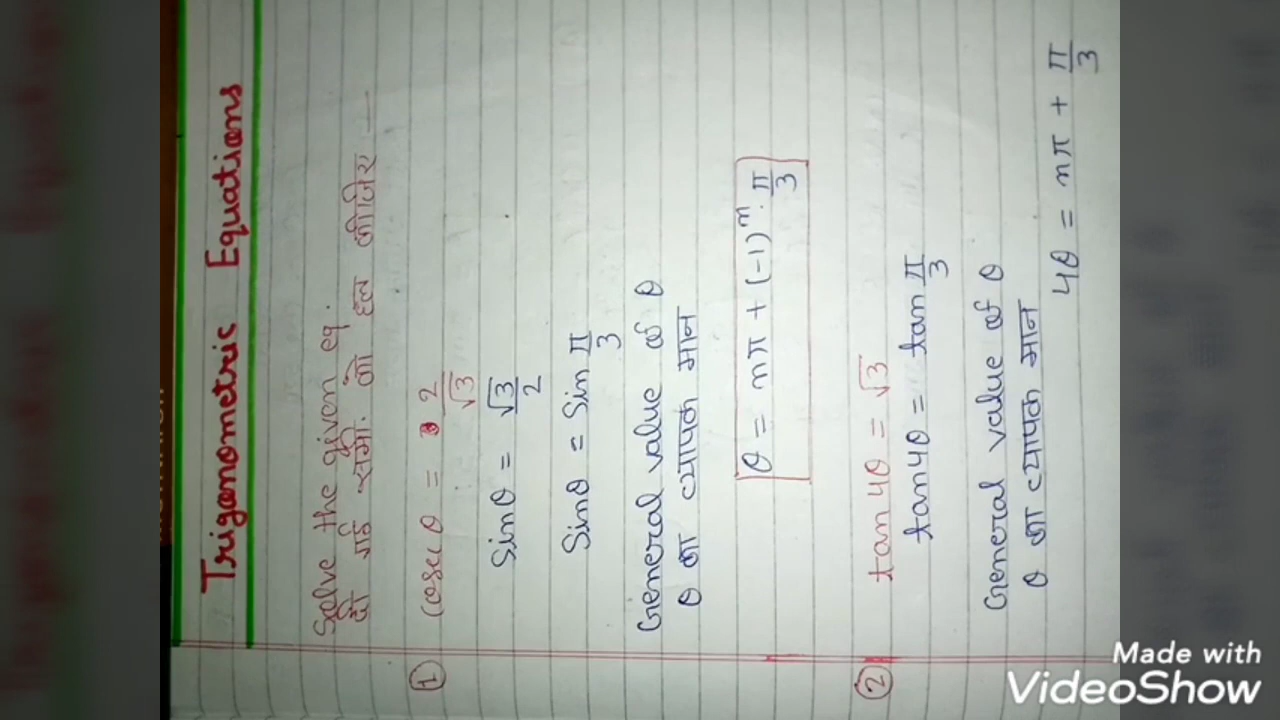 Trigonometric Equations
Solve the given eq.
दी गई समी. को हल कीजिए —
① cosec θ = 2/√3
sinθ = √3/2
sinθ = sin π/3
General value of θ
θ का व्यापक मान
θ = nπ + (-1)ⁿ· π/3
② tan 4θ = √3
tan4θ = tan π/3
General value of θ
θ का व्यापक मान
4θ = nπ + π/3
Made with
VideoShow